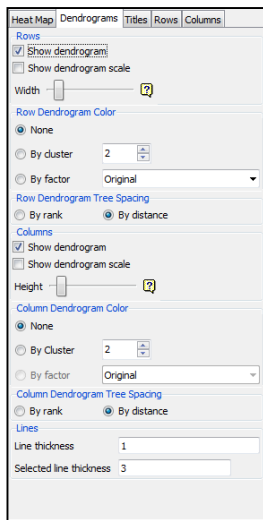 Heat Map Dendrograms Titles Rows Columns
Rows
Show dendrogram
Show dendrogram scale
Width ?
Row Dendrogram Color
None
By cluster 2
By factor Original
Row Dendrogram Tree Spacing
By rank By distance
Columns
Show dendrogram
Show dendrogram scale
Height ?
Column Dendrogram Color
None
By Cluster 2
By factor Original
Column Dendrogram Tree Spacing
By rank By distance
Lines
Line thickness 1
Selected line thickness 3